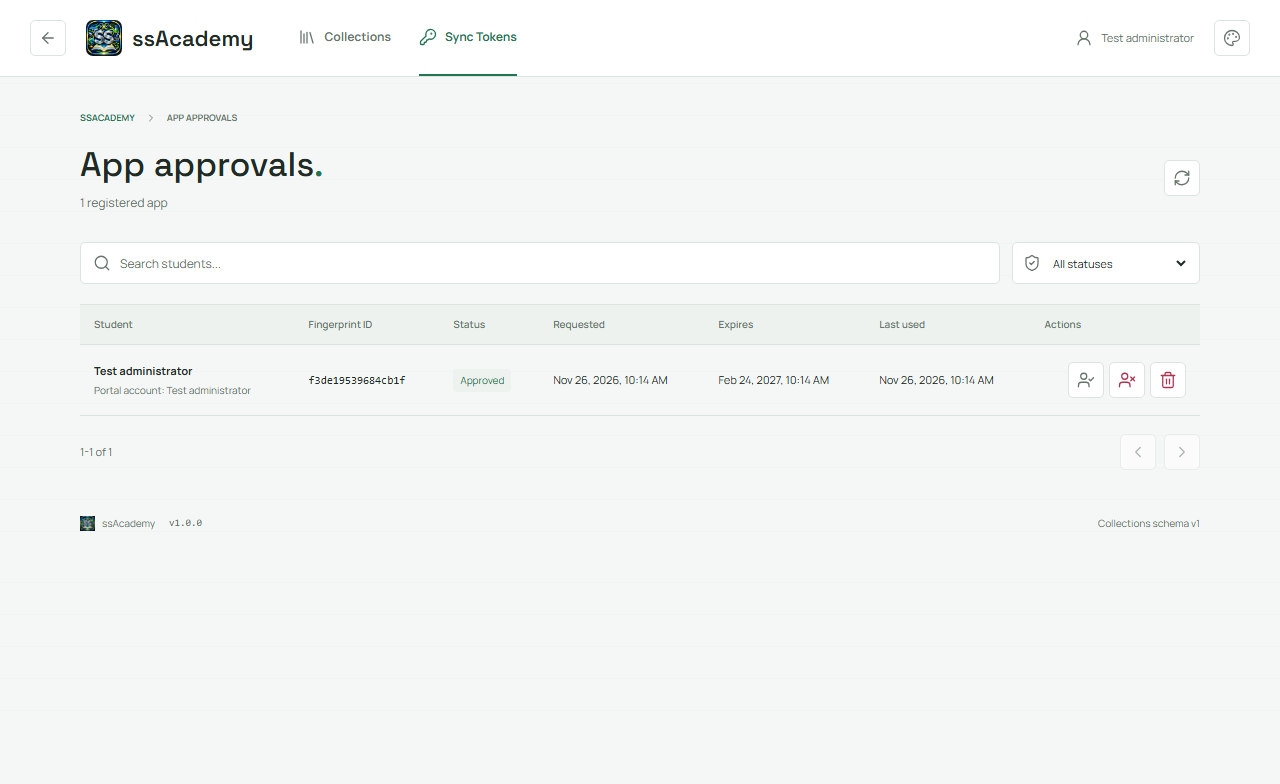 ssAcademy
Collections
Sync Tokens
Test administrator
SSACADEMY
APP APPROVALS
App approvals.
1 registered app
Search students...
All statuses
Student Fingerprint ID Status Requested Expires Last used Actions
Test administrator
Portal account: Test administrator
f3de19539684cb1f
Approved
Nov 26, 2026, 10:14 AM
Feb 24, 2027, 10:14 AM
Nov 26, 2026, 10:14 AM
1-1 of 1
ssAcademy v1.0.0
Collections schema v1